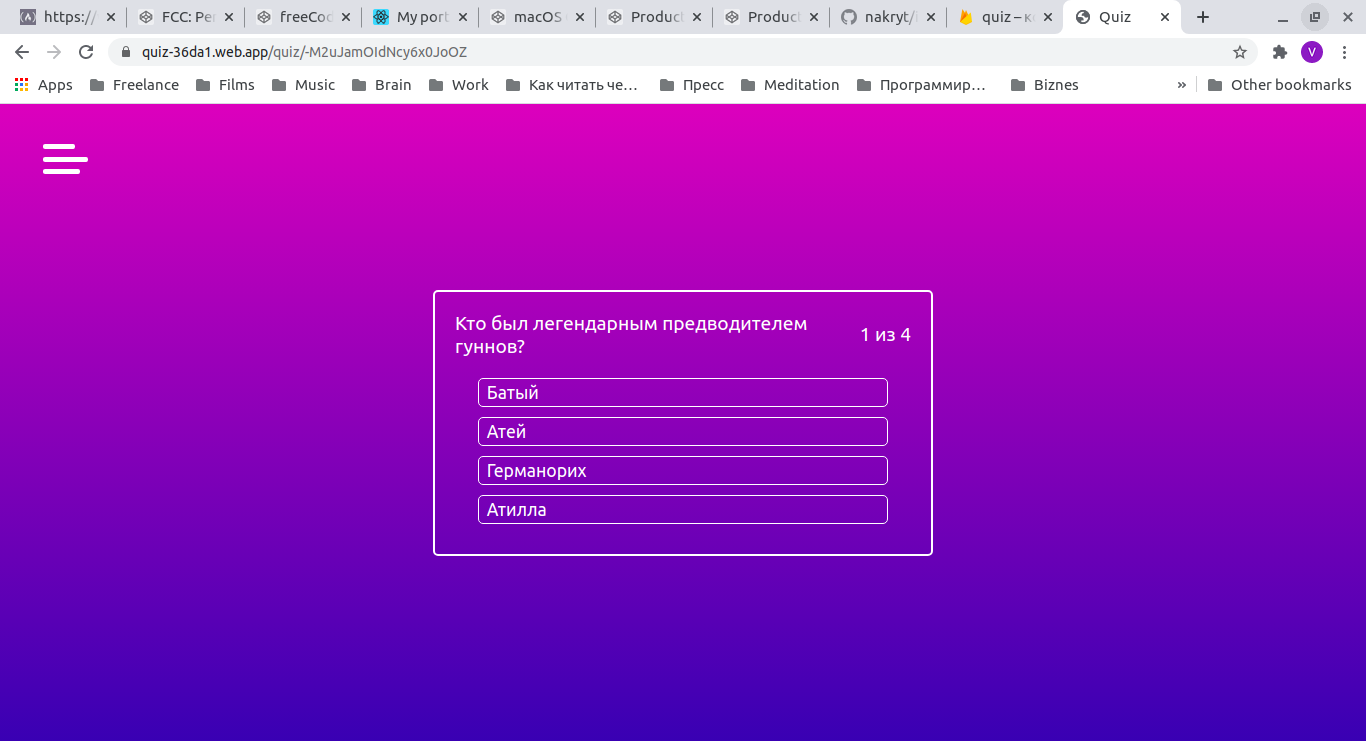 https://
FCC: Per
freeCod
My port
macOS
Product
Product
nakryt/
quiz – к
Quiz
quiz-36da1.web.app/quiz/-M2uJamOIdNcy6x0JoOZ
V
Apps
Freelance
Films
Music
Brain
Work
Как читать че…
Пресс
Meditation
Программир…
Biznes
»
Other bookmarks
Кто был легендарным предводителем
гуннов?
1 из 4
Батый
Атей
Германорих
Атилла